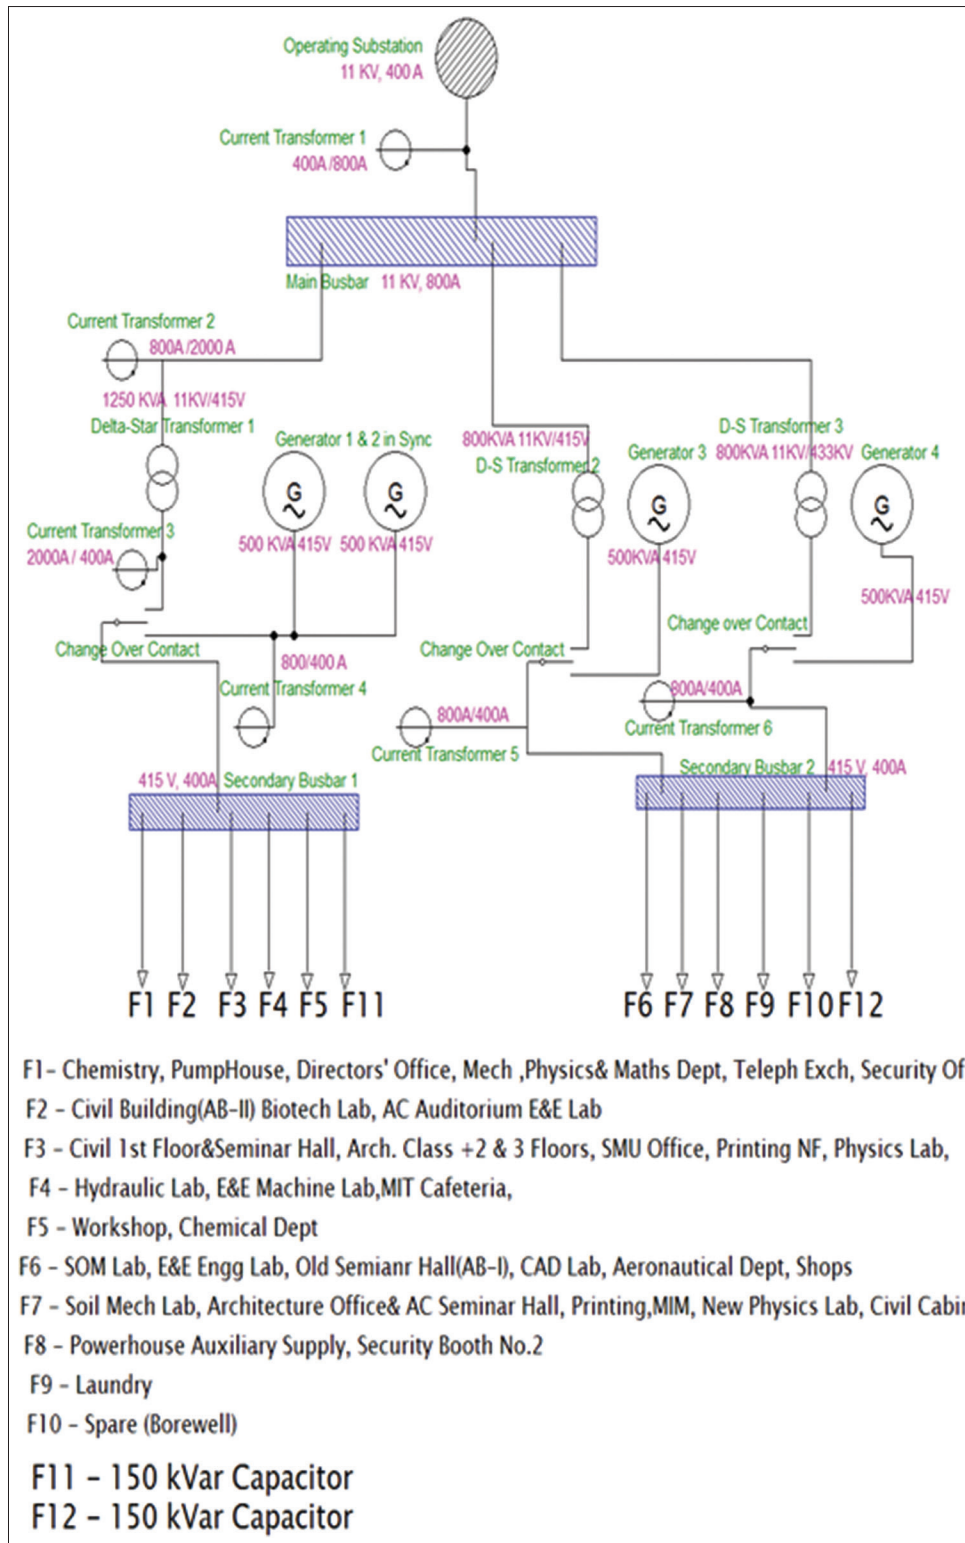 Operating Substation
11 KV, 400 A
Current Transformer 1
400A /800A
Main Busbar 11 KV, 800A
Current Transformer 2
800A /2000 A
1250 KVA 11KV/415V
Delta-Star Transformer 1
Generator 1 & 2 in Sync
800KVA 11KV/415V
D-S Transformer 2
Generator 3
D-S Transformer 3
800KVA 11KV/433KV
Generator 4
G
G
G
G
Current Transformer 3
2000A / 400A
500 KVA 415V
500 KVA 415V
500KVA 415V
500KVA 415V
Change Over Contact
800/400 A
Current Transformer 4
Change Over Contact
800A/400A
Current Transformer 5
Change over Contact
800A/400A
Current Transformer 6
415 V, 400A Secondary Busbar 1
Secondary Busbar 2 415 V, 400A
F1 F2 F3 F4 F5 F11
F6 F7 F8 F9 F10 F12
F1- Chemistry, PumpHouse, Directors' Office, Mech ,Physics& Maths Dept, Teleph Exch, Security Of
F2 - Civil Building(AB-II) Biotech Lab, AC Auditorium E&E Lab
F3 - Civil 1st Floor&Seminar Hall, Arch. Class +2 & 3 Floors, SMU Office, Printing NF, Physics Lab,
F4 - Hydraulic Lab, E&E Machine Lab,MIT Cafeteria,
F5 - Workshop, Chemical Dept
F6 - SOM Lab, E&E Engg Lab, Old Semianr Hall(AB-I), CAD Lab, Aeronautical Dept, Shops
F7 - Soil Mech Lab, Architecture Office& AC Seminar Hall, Printing,MIM, New Physics Lab, Civil Cabin
F8 - Powerhouse Auxiliary Supply, Security Booth No.2
F9 - Laundry
F10 - Spare (Borewell)
F11 - 150 kVar Capacitor
F12 - 150 kVar Capacitor